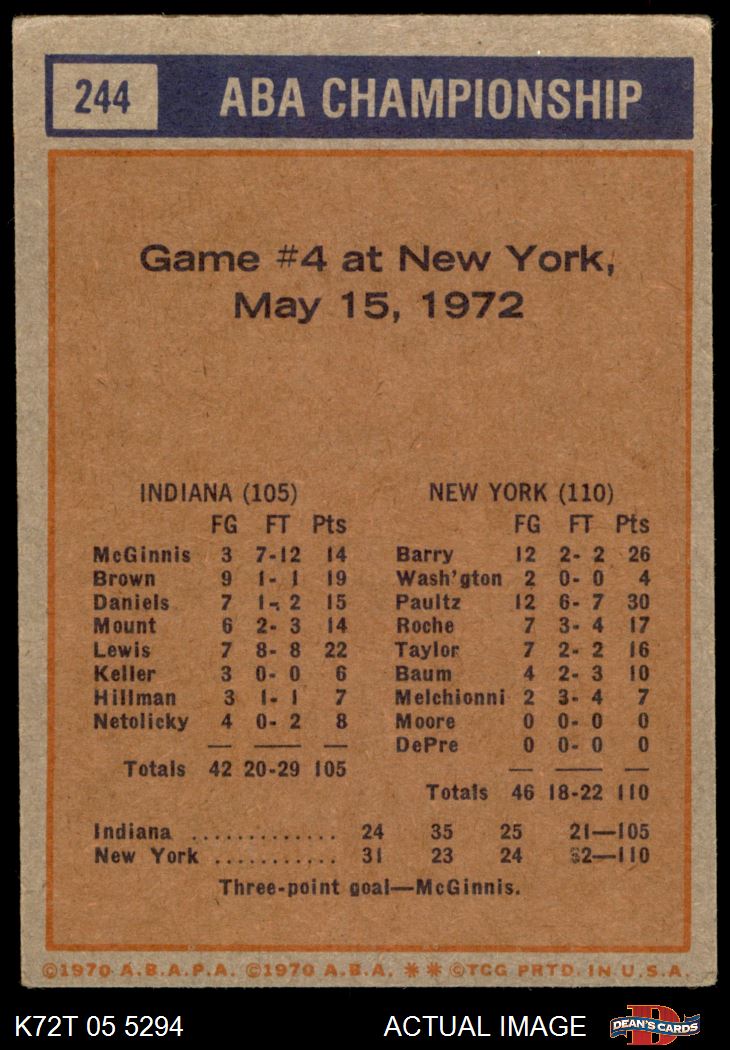 244 ABA CHAMPIONSHIP
Game #4 at New York,
May 15, 1972
INDIANA (105)
FG FT Pts
McGinnis 3 7-12 14
Brown 9 1- 1 19
Daniels 7 1- 2 15
Mount 6 2- 3 14
Lewis 7 8- 8 22
Keller 3 0- 0 6
Hillman 3 1- 1 7
Netolicky 4 0- 2 8
Totals 42 20-29 105
NEW YORK (110)
FG FT Pts
Barry 12 2- 2 26
Wash'gton 2 0- 0 4
Paultz 12 6- 7 30
Roche 7 3- 4 17
Taylor 7 2- 2 16
Baum 4 2- 3 10
Melchionni 2 3- 4 7
Moore 0 0- 0 0
DePre 0 0- 0 0
Totals 46 18-22 110
Indiana ............. 24 35 25 21—105
New York ........... 31 23 24 32—110
Three-point goal—McGinnis.
©1970 A.B.A.P.A. ©1970 A.B.A. ✱ ✱ ©TCG PRTD. IN U.S.A.
K72T 05 5294 ACTUAL IMAGE D DEAN'S CARDS